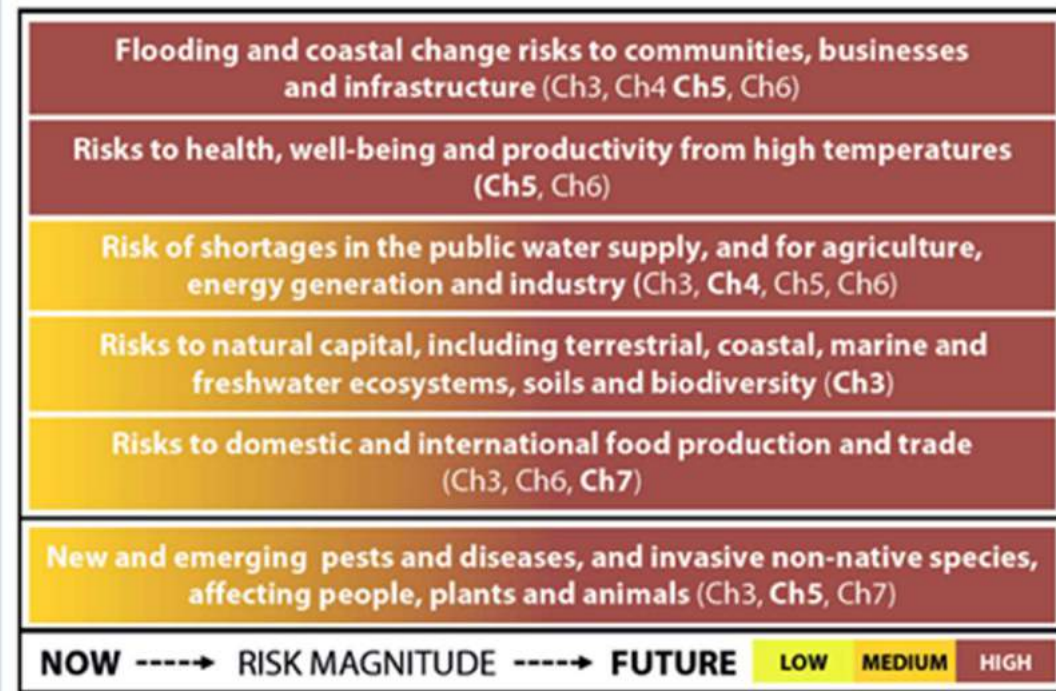 Flooding and coastal change risks to communities, businesses
and infrastructure (Ch3, Ch4 Ch5, Ch6)
Risks to health, well-being and productivity from high temperatures
(Ch5, Ch6)
Risk of shortages in the public water supply, and for agriculture,
energy generation and industry (Ch3, Ch4, Ch5, Ch6)
Risks to natural capital, including terrestrial, coastal, marine and
freshwater ecosystems, soils and biodiversity (Ch3)
Risks to domestic and international food production and trade
(Ch3, Ch6, Ch7)
New and emerging pests and diseases, and invasive non-native species,
affecting people, plants and animals (Ch3, Ch5, Ch7)
NOW -----→ RISK MAGNITUDE -----→ FUTURE LOW MEDIUM HIGH